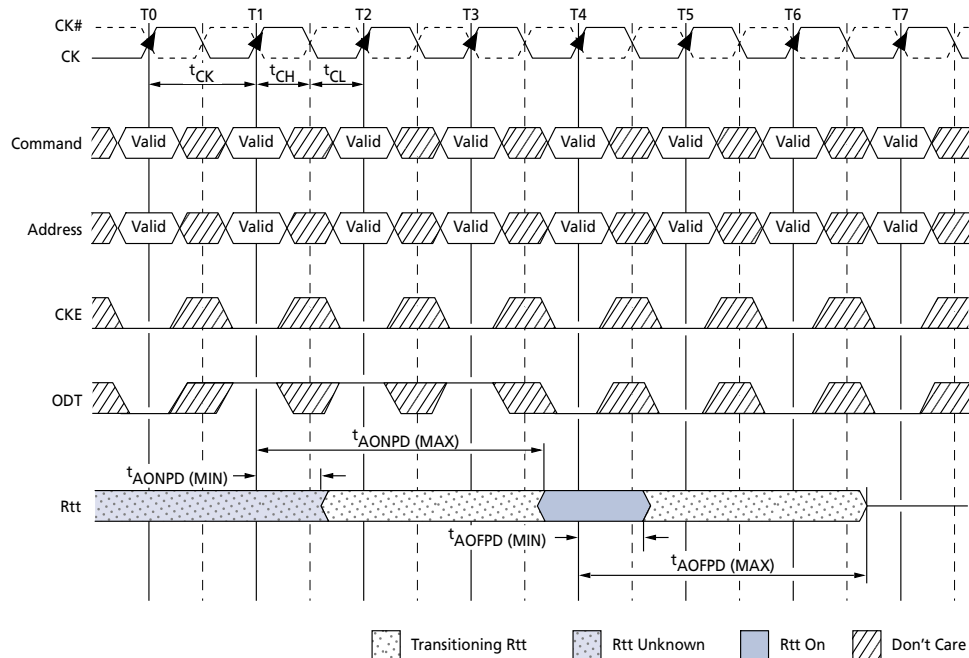 T0 T1 T2 T3 T4 T5 T6 T7
CK#
CK
tCK tCH tCL
Command Valid Valid Valid Valid Valid Valid Valid Valid
Address Valid Valid Valid Valid Valid Valid Valid Valid
CKE
ODT
tAONPD (MAX)
tAONPD (MIN)
Rtt
tAOFPD (MIN)
tAOFPD (MAX)
Transitioning Rtt Rtt Unknown Rtt On Don't Care